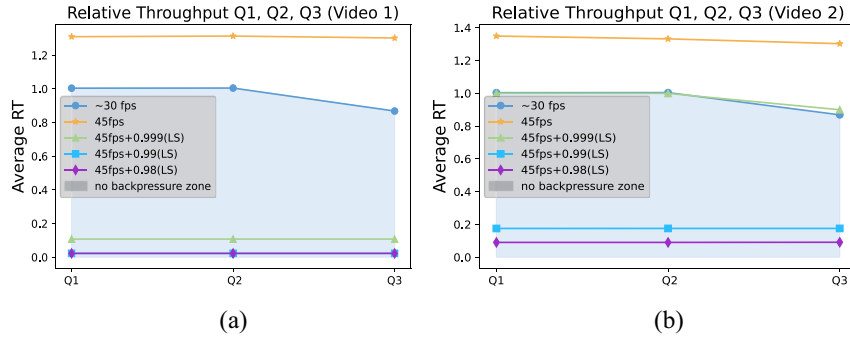 Relative Throughput Q1, Q2, Q3 (Video 1)
Average RT
1.2
1.0
0.8
0.6
0.4
0.2
0.0
~30 fps
45fps
45fps+0.999(LS)
45fps+0.99(LS)
45fps+0.98(LS)
no backpressure zone
Q1 Q2 Q3
(a)
Relative Throughput Q1, Q2, Q3 (Video 2)
Average RT
1.4
1.2
1.0
0.8
0.6
0.4
0.2
0.0
~30 fps
45fps
45fps+0.999(LS)
45fps+0.99(LS)
45fps+0.98(LS)
no backpressure zone
Q1 Q2 Q3
(b)